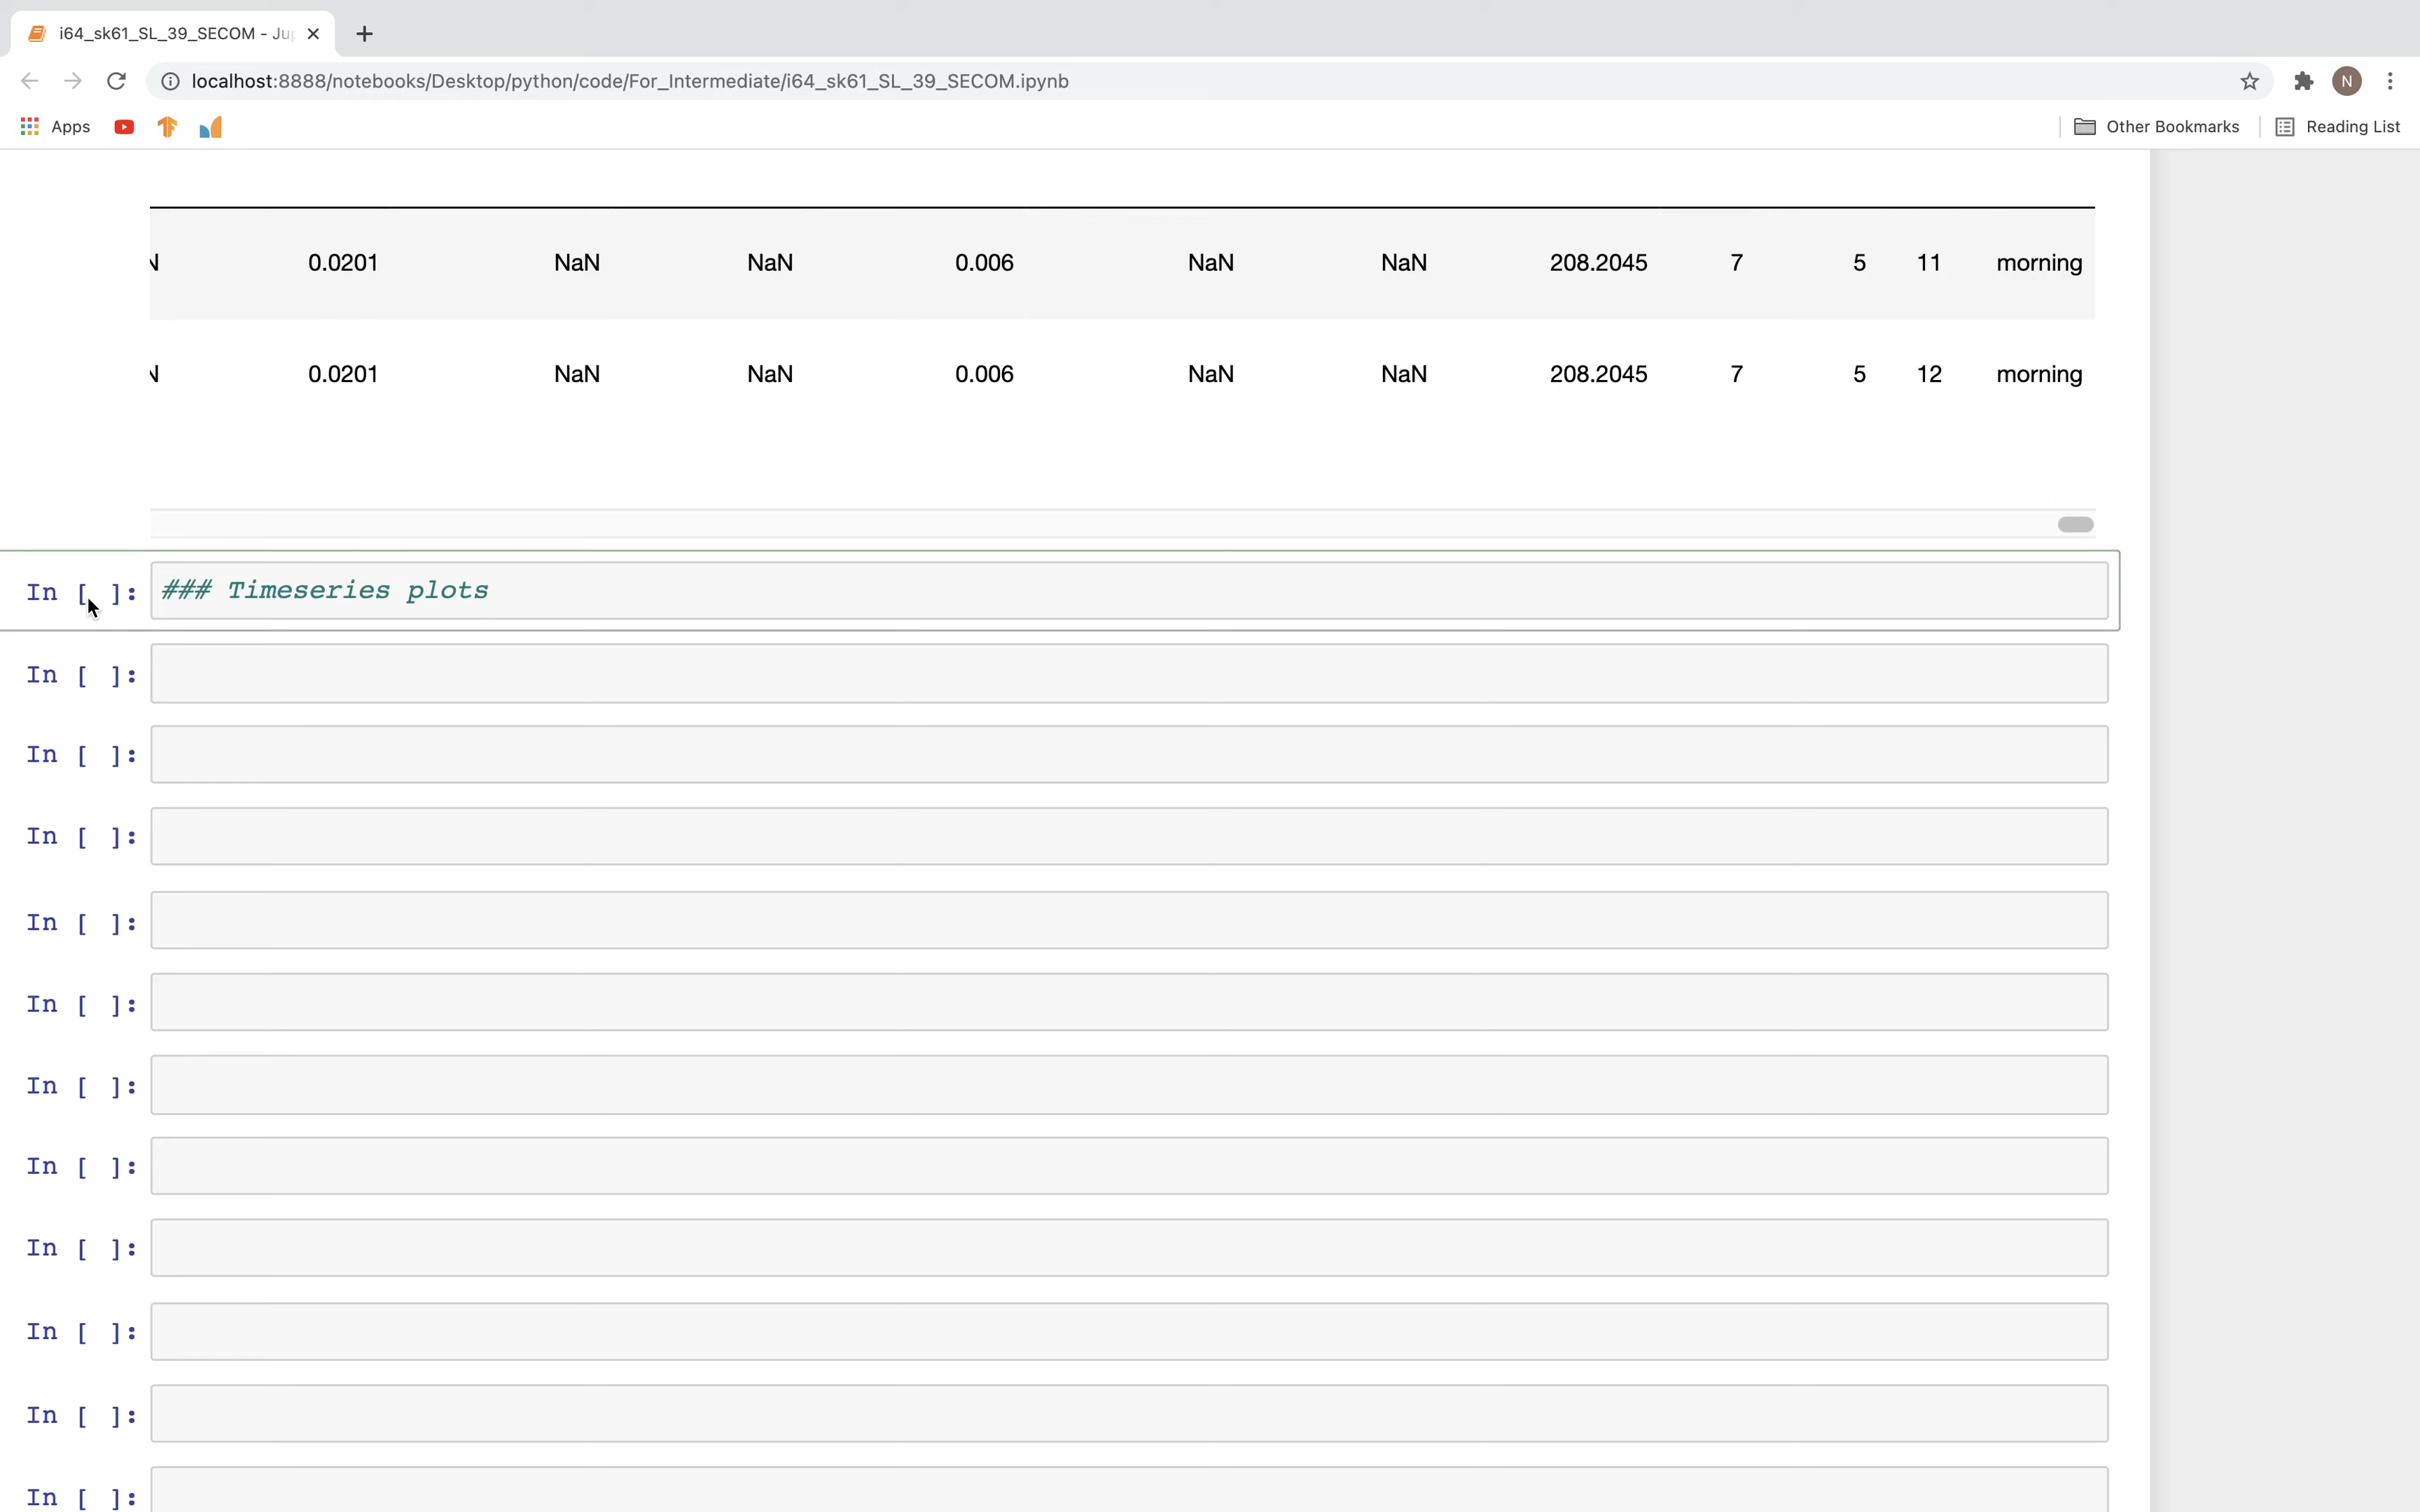 i64_sk61_SL_39_SECOM - Ju
localhost:8888/notebooks/Desktop/python/code/For_Intermediate/i64_sk61_SL_39_SECOM.ipynb
N
Apps
Other Bookmarks
Reading List
N 0.0201 NaN NaN 0.006 NaN NaN 208.2045 7 5 11 morning
N 0.0201 NaN NaN 0.006 NaN NaN 208.2045 7 5 12 morning
In [ ]: ### Timeseries plots
In [ ]:
In [ ]:
In [ ]:
In [ ]:
In [ ]:
In [ ]:
In [ ]:
In [ ]:
In [ ]:
In [ ]:
In [ ]: